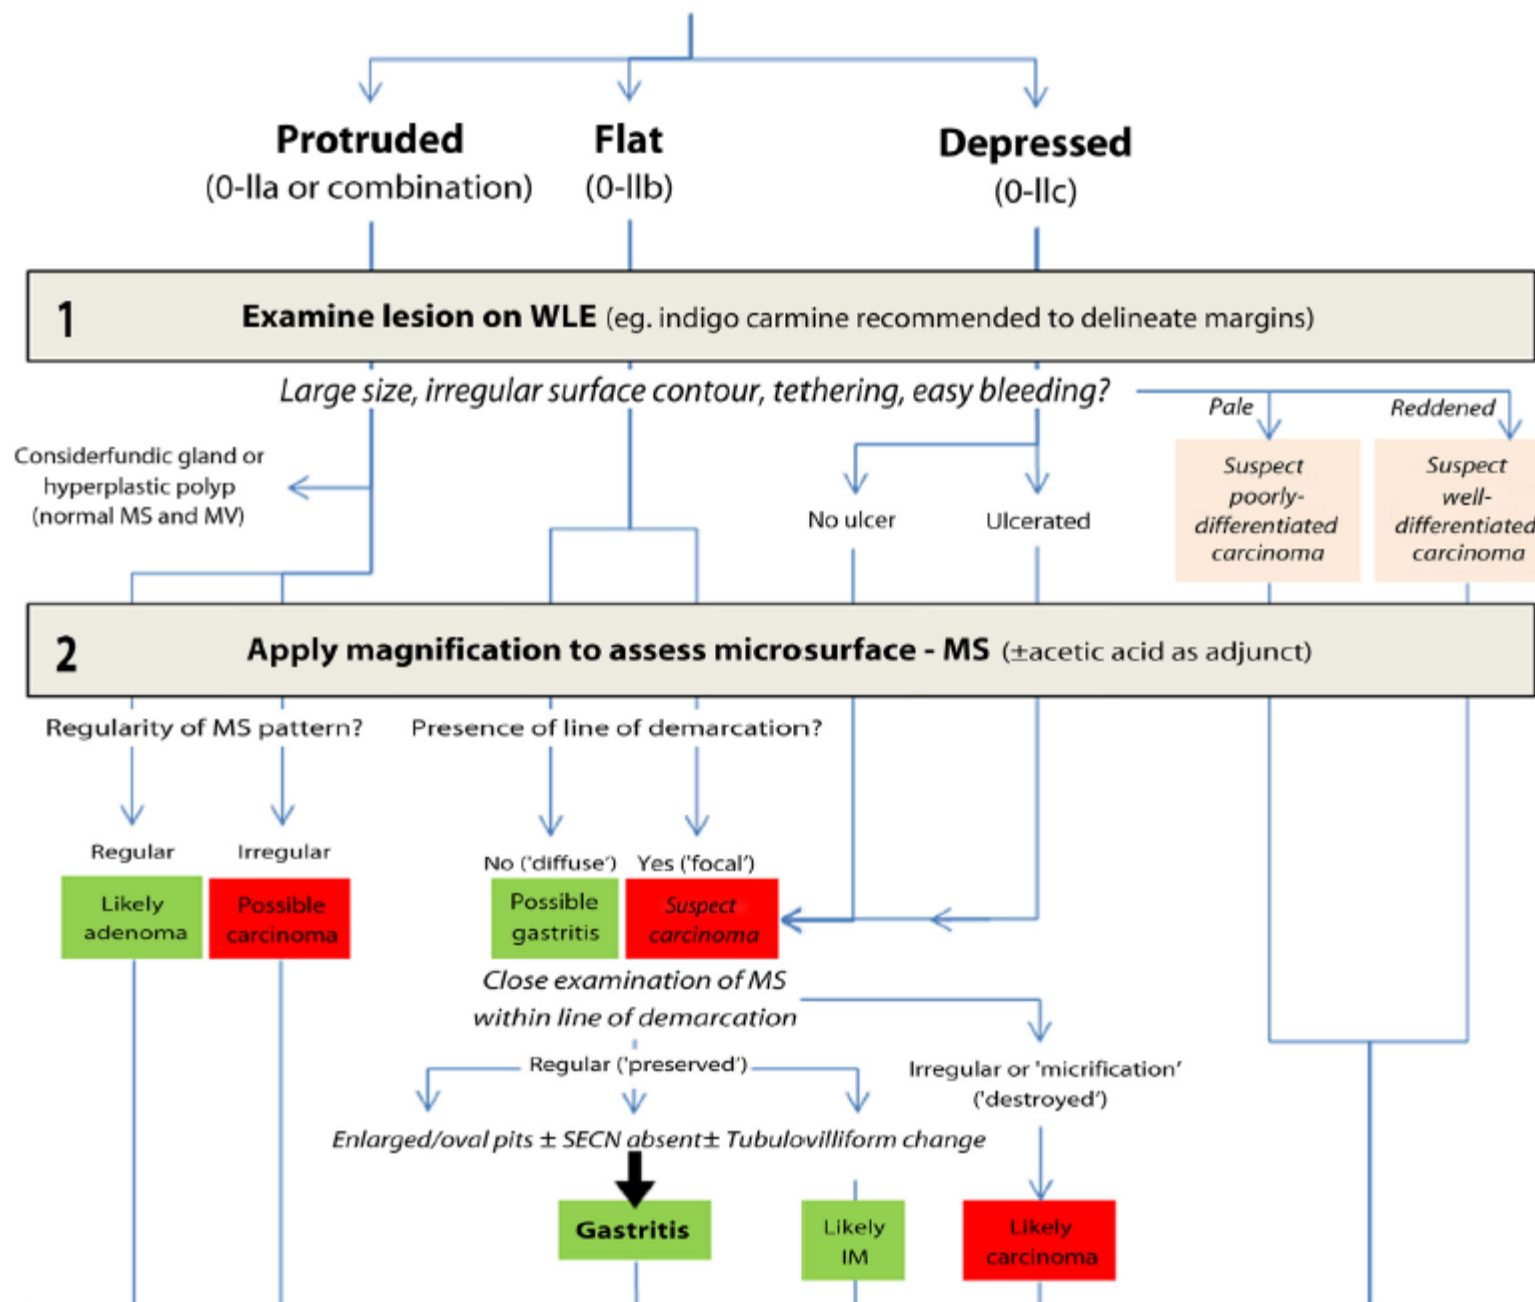 Protruded
(0-IIa or combination)
Flat
(0-IIb)
Depressed
(0-IIc)
1 Examine lesion on WLE (eg. indigo carmine recommended to delineate margins)
Large size, irregular surface contour, tethering, easy bleeding?
Pale
Reddened
Considerfundic gland or
hyperplastic polyp
(normal MS and MV)
No ulcer
Ulcerated
Suspect
poorly-
differentiated
carcinoma
Suspect
well-
differentiated
carcinoma
2 Apply magnification to assess microsurface - MS (±acetic acid as adjunct)
Regularity of MS pattern?
Presence of line of demarcation?
Regular
Irregular
No ('diffuse')
Yes ('focal')
Likely
adenoma
Possible
carcinoma
Possible
gastritis
Suspect
carcinoma
Close examination of MS
within line of demarcation
Regular ('preserved')
Irregular or 'micrification'
('destroyed')
Enlarged/oval pits ± SECN absent± Tubulovilliform change
Gastritis
Likely
IM
Likely
carcinoma